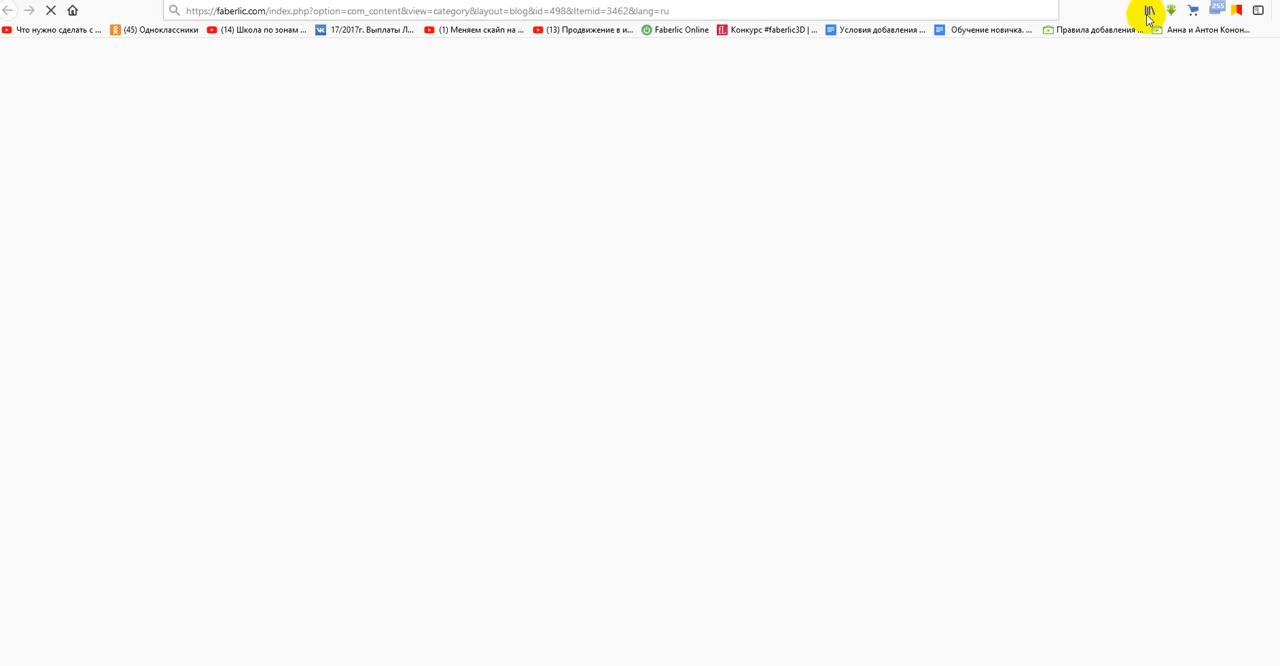 https://faberlic.com/index.php?option=com_content&view=category&layout=blog&id=498&Itemid=3462&lang=ru
255
Что нужно сделать с ... (45) Одноклассники (14) Школа по зонам ... 17/2017г. Выплаты Л... (1) Меняем скайп на ... (13) Продвижение в и... Faberlic Online Конкурс #faberlic3D | ... Условия добавления ... Обучение новичка. ... Правила добавления ... Анна и Антон Конон...